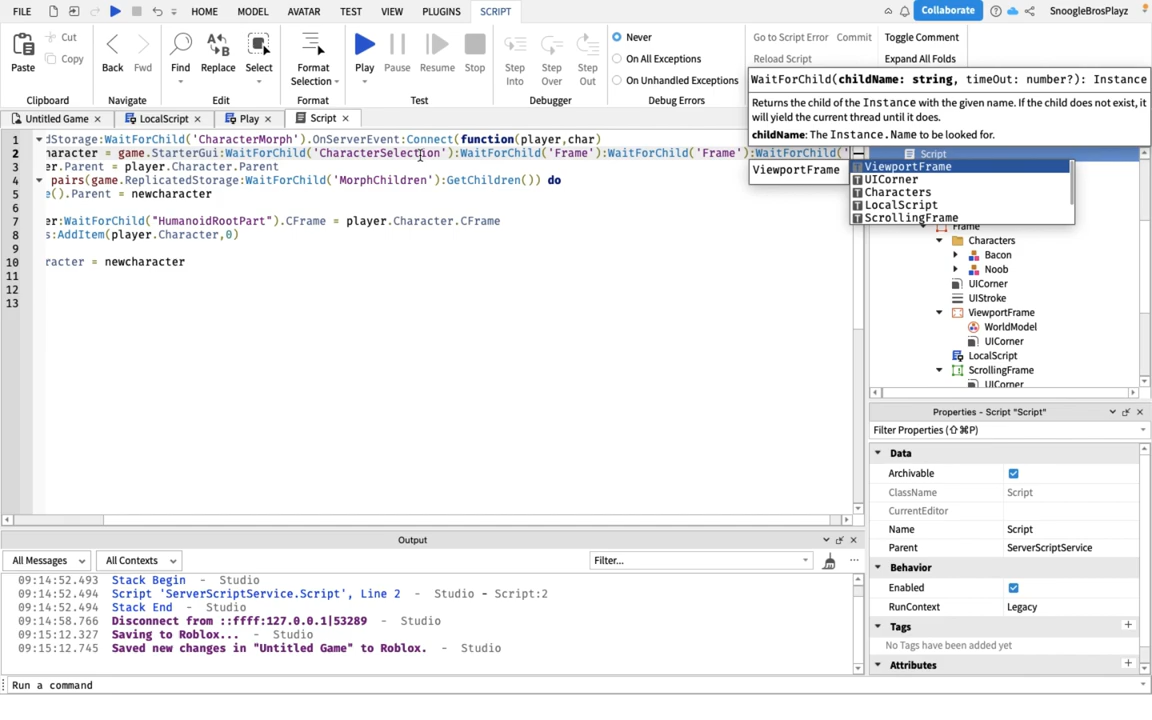 FILE HOME MODEL AVATAR TEST VIEW PLUGINS SCRIPT Collaborate SnoogleBrosPlayz
Paste Cut Copy Back Fwd Find Replace Select Format Selection Play Pause Resume Stop Step Into Step Over Step Out Never On All Exceptions On Unhandled Exceptions Go to Script Error Commit Toggle Comment Reload Script Expand All Folds
Clipboard Navigate Edit Format Test Debugger Debug Errors
WaitForChild(childName: string, timeOut: number?): Instance
Returns the child of the Instance with the given name. If the child does not exist, it
will yield the current thread until it does.
childName: The Instance.Name to be looked for.
Untitled Game × LocalScript × Play × Script ×
1 dStorage:WaitForChild('CharacterMorph').OnServerEvent:Connect(function(player,char)
2 haracter = game.StarterGui:WaitForChild('CharacterSelection'):WaitForChild('Frame'):WaitForChild('Frame'):WaitForChild('
3 er.Parent = player.Character.Parent
4 pairs(game.ReplicatedStorage:WaitForChild('MorphChildren'):GetChildren()) do
5 e().Parent = newcharacter
6
7 er:WaitForChild("HumanoidRootPart").CFrame = player.Character.CFrame
8 s:AddItem(player.Character,0)
9
10 racter = newcharacter
11
12
13
ViewportFrame
Script
ViewportFrame
UICorner
Characters
LocalScript
ScrollingFrame
Frame
Characters
Bacon
Noob
UICorner
UIStroke
ViewportFrame
WorldModel
UICorner
LocalScript
ScrollingFrame
UICorner
Properties - Script "Script"
Filter Properties (⇧⌘P)
Data
Archivable
ClassName Script
CurrentEditor
Name Script
Parent ServerScriptService
Behavior
Enabled
RunContext Legacy
Tags
No Tags have been added yet
Attributes
Output
All Messages All Contexts Filter...
09:14:52.493 Stack Begin - Studio
09:14:52.494 Script 'ServerScriptService.Script', Line 2 - Studio - Script:2
09:14:52.494 Stack End - Studio
09:14:58.766 Disconnect from ::ffff:127.0.0.1|53289 - Studio
09:15:12.327 Saving to Roblox... - Studio
09:15:12.745 Saved new changes in "Untitled Game" to Roblox. - Studio
Run a command